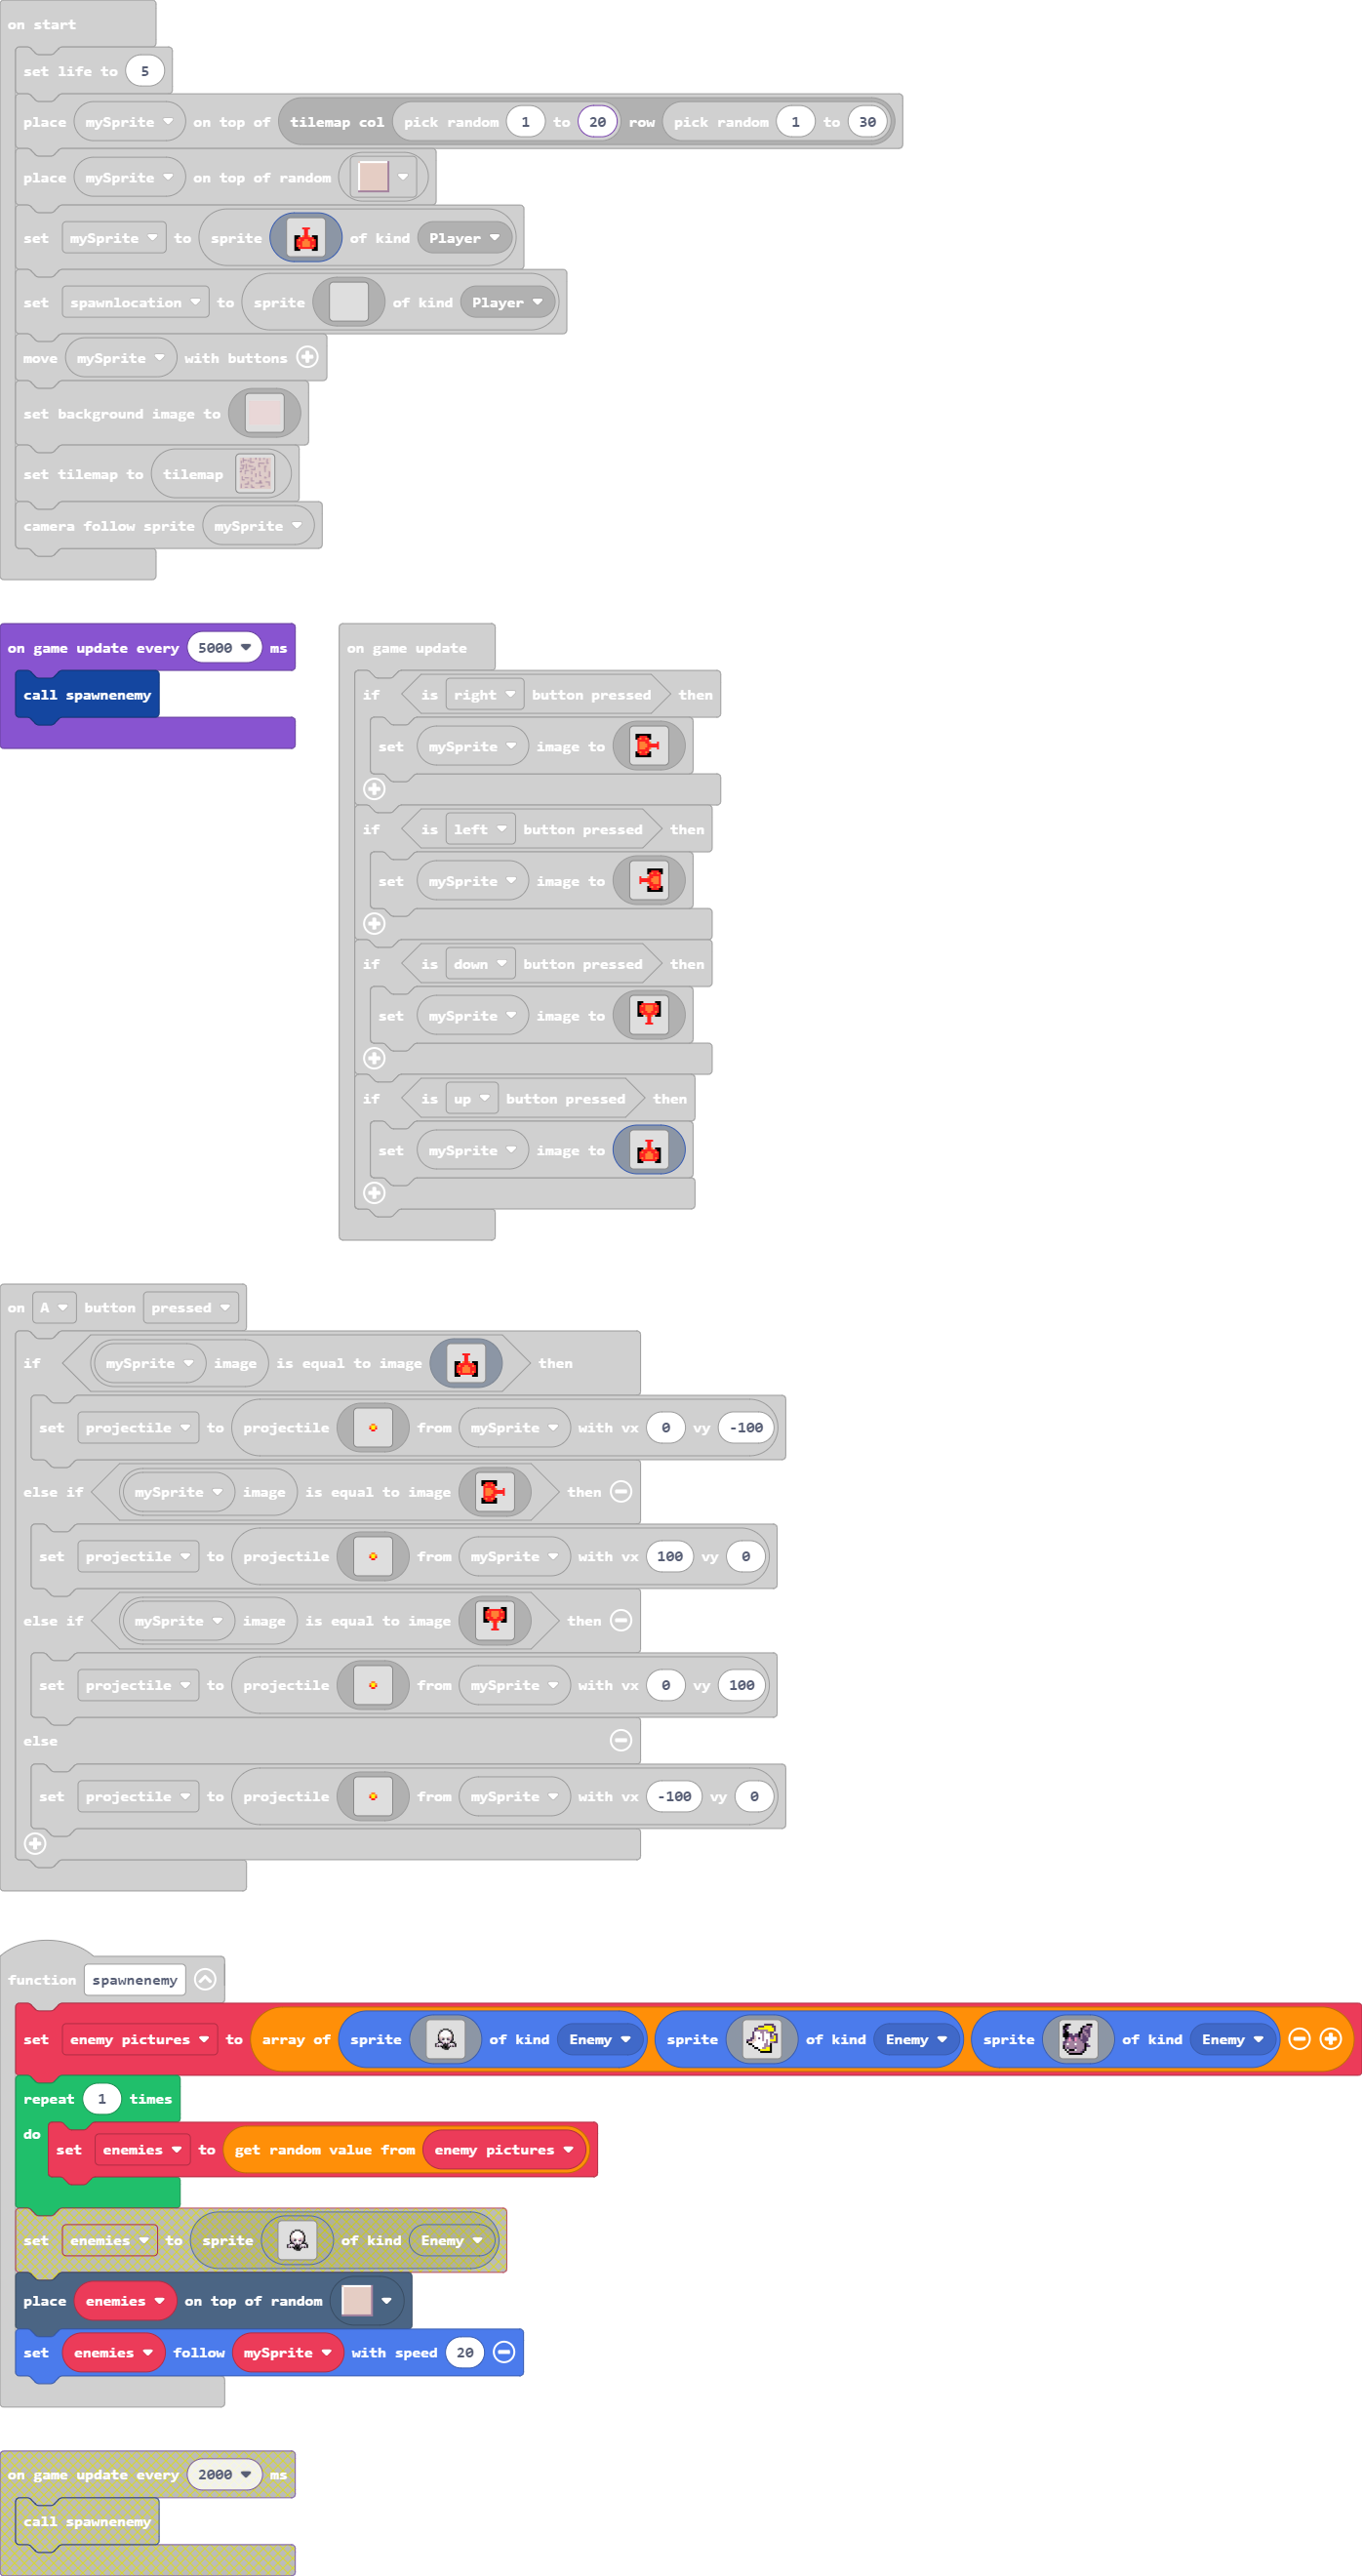 on start
set life to 5
place mySprite on top of tilemap col pick random 1 to 20 row pick random 1 to 30
place mySprite on top of random
set mySprite to sprite of kind Player
set spawnlocation to sprite of kind Player
move mySprite with buttons
set background image to
set tilemap to tilemap
camera follow sprite mySprite
on game update every 5000 ms
call spawnenemy
on game update
if is right button pressed then
set mySprite image to
if is left button pressed then
set mySprite image to
if is down button pressed then
set mySprite image to
if is up button pressed then
set mySprite image to
on A button pressed
if mySprite image is equal to image then
set projectile to projectile from mySprite with vx 0 vy -100
else if mySprite image is equal to image then
set projectile to projectile from mySprite with vx 100 vy 0
else if mySprite image is equal to image then
set projectile to projectile from mySprite with vx 0 vy 100
else
set projectile to projectile from mySprite with vx -100 vy 0
function spawnenemy
set enemy pictures to array of sprite of kind Enemy sprite of kind Enemy sprite of kind Enemy
repeat 1 times
do set enemies to get random value from enemy pictures
set enemies to sprite of kind Enemy
place enemies on top of random
set enemies follow mySprite with speed 20
on game update every 2000 ms
call spawnenemy